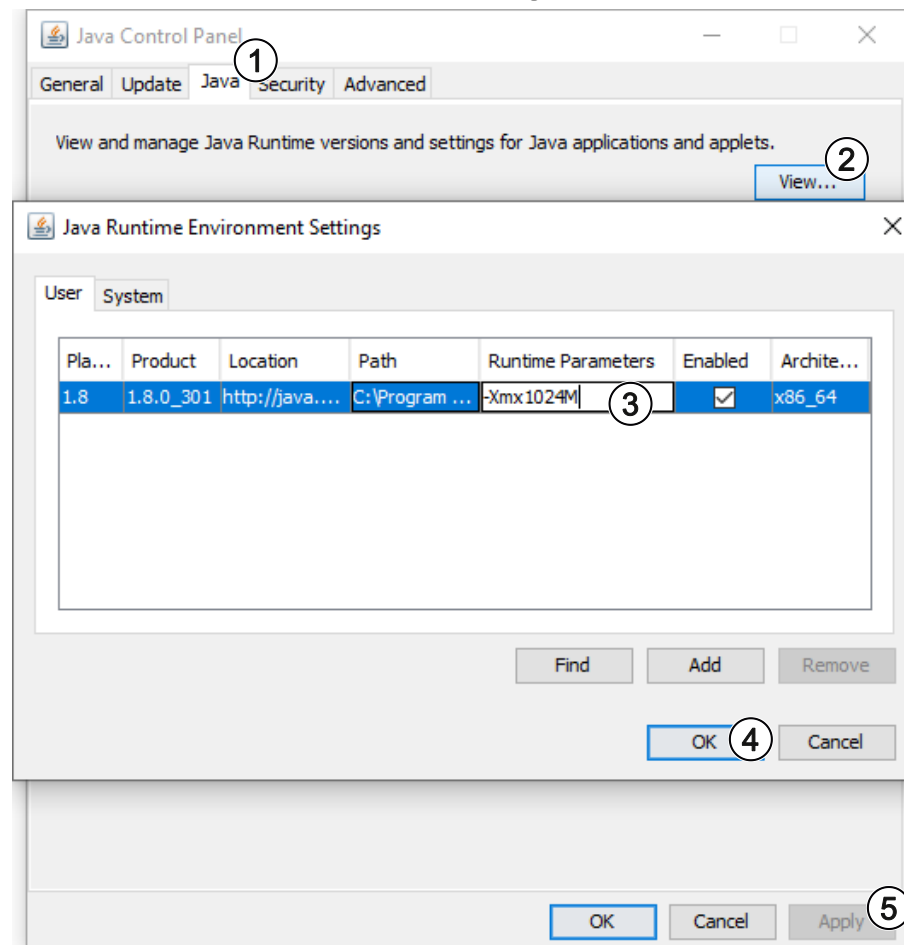 Java Control Panel
1
General Update Java Security Advanced
View and manage Java Runtime versions and settings for Java applications and applets.
2
View...
Java Runtime Environment Settings
User System
Pla... Product Location Path Runtime Parameters Enabled Archite...
1.8 1.8.0_301 http://java.... C:\Program ... -Xmx1024M x86_64
3
Find Add Remove
OK 4 Cancel
OK Cancel Apply 5